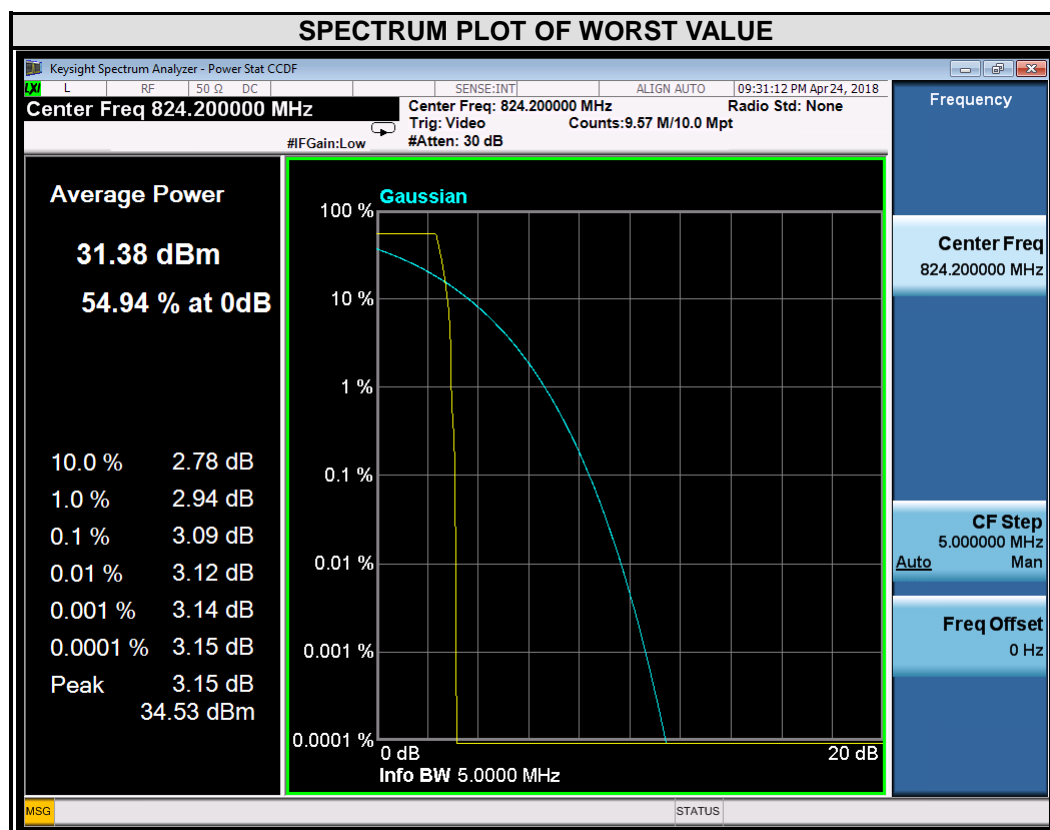 SPECTRUM PLOT OF WORST VALUE
Keysight Spectrum Analyzer - Power Stat CCDF
LXI L RF 50 Ω DC SENSE:INT ALIGN AUTO 09:31:12 PM Apr 24, 2018
Center Freq 824.200000 MHz
Center Freq: 824.200000 MHz Radio Std: None
Trig: Video Counts:9.57 M/10.0 Mpt
#IFGain:Low #Atten: 30 dB
Average Power
31.38 dBm
54.94 % at 0dB
10.0 % 2.78 dB
1.0 % 2.94 dB
0.1 % 3.09 dB
0.01 % 3.12 dB
0.001 % 3.14 dB
0.0001 % 3.15 dB
Peak 3.15 dB
34.53 dBm
Gaussian
100 %
10 %
1 %
0.1 %
0.01 %
0.001 %
0.0001 %
0 dB 20 dB
Info BW 5.0000 MHz
Frequency
Center Freq
824.200000 MHz
CF Step
5.000000 MHz
Auto Man
Freq Offset
0 Hz
MSG STATUS